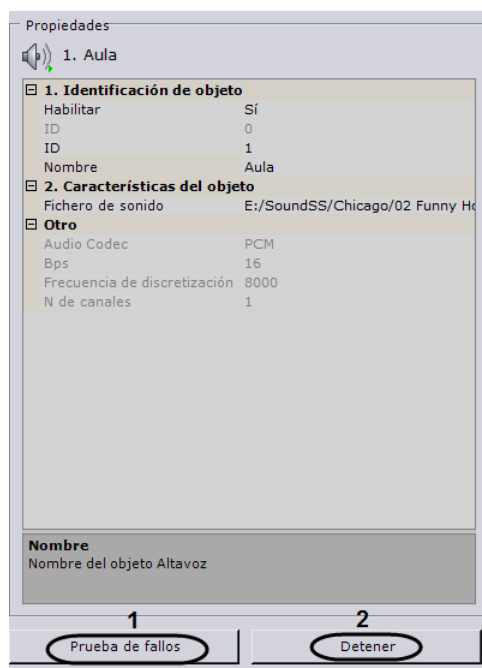 Propiedades
1. Aula
1. Identificación de objeto
Habilitar Sí
ID 0
ID 1
Nombre Aula
2. Características del objeto
Fichero de sonido E:/SoundSS/Chicago/02 Funny Ho
Otro
Audio Codec PCM
Bps 16
Frecuencia de discretización 8000
N de canales 1
Nombre
Nombre del objeto Altavoz
1 2
Prueba de fallos Detener